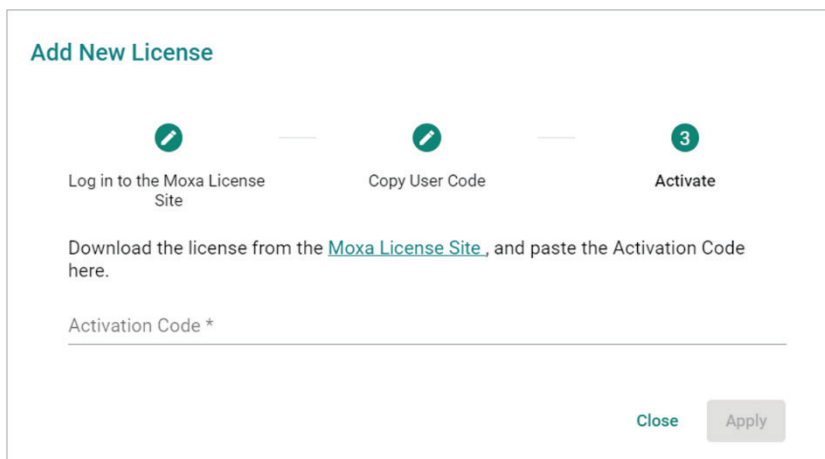 Add New License
3
Log in to the Moxa License
Site
Copy User Code
Activate
Download the license from the Moxa License Site , and paste the Activation Code
here.
Activation Code *
Close
Apply